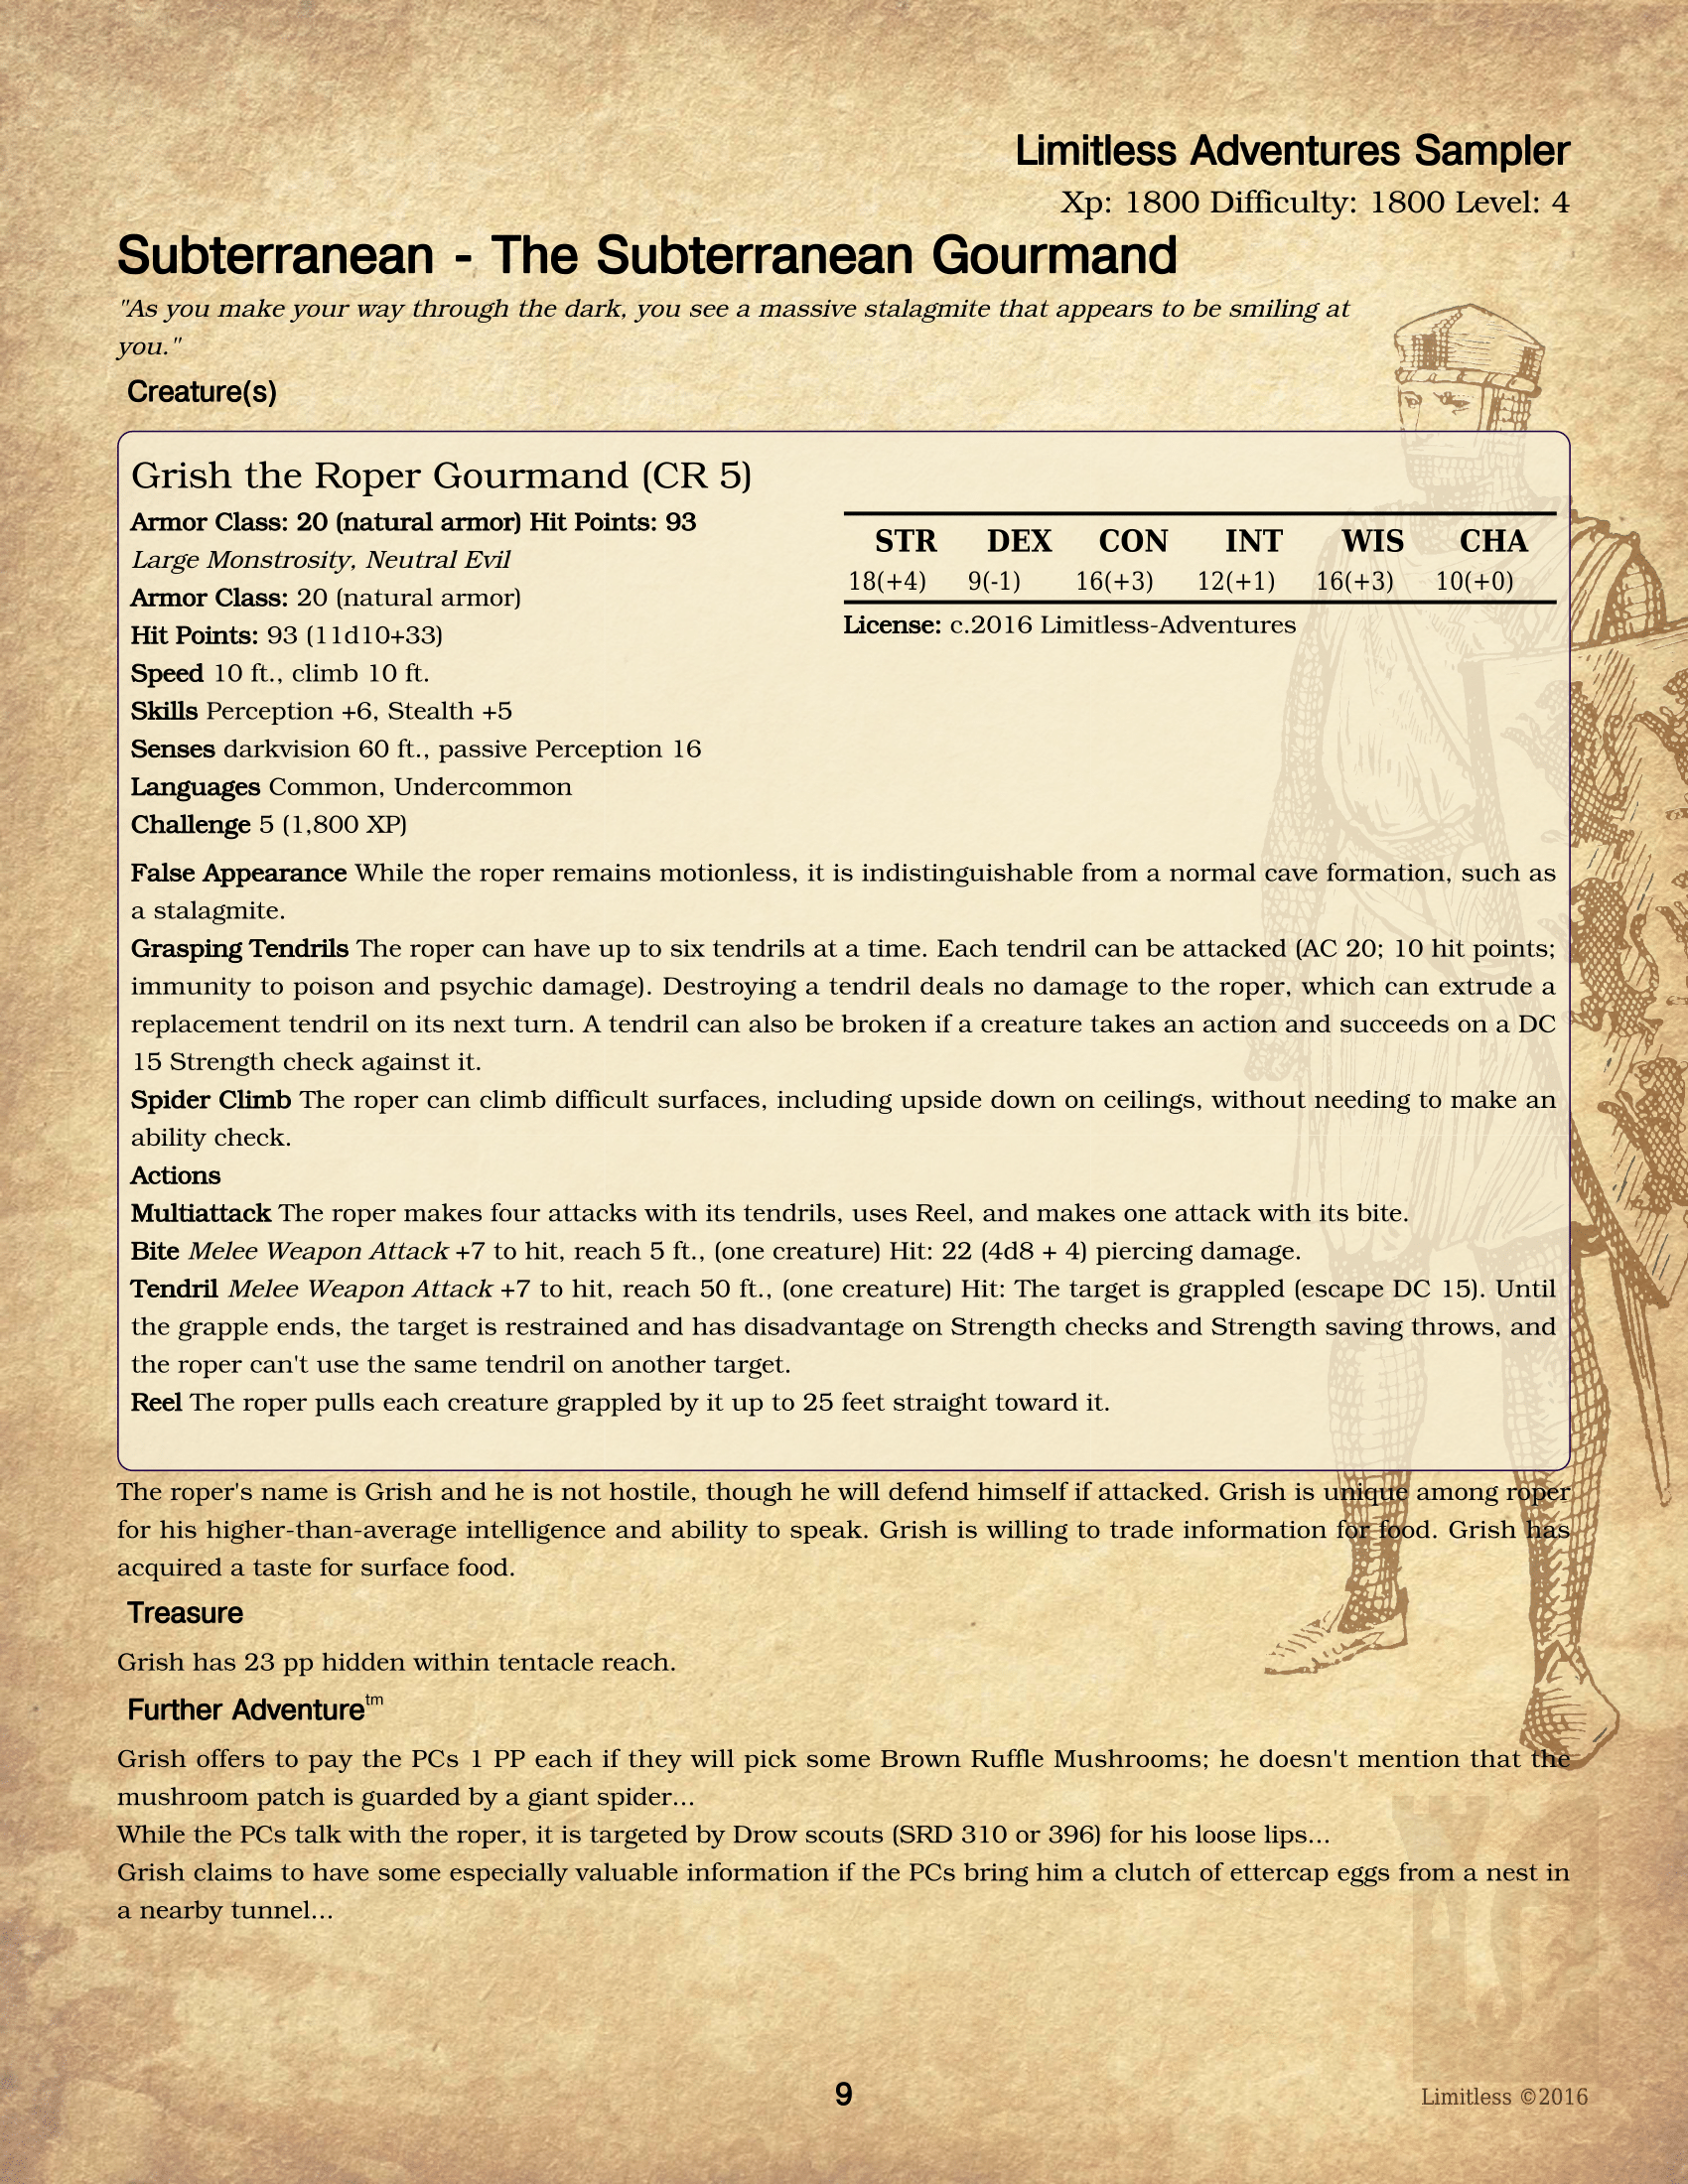 Limitless Adventures Sampler
Xp: 1800 Difficulty: 1800 Level: 4
Subterranean - The Subterranean Gourmand
"As you make your way through the dark, you see a massive stalagmite that appears to be smiling at
you."
Creature(s)
Grish the Roper Gourmand (CR 5)
Armor Class: 20 (natural armor) Hit Points: 93
Large Monstrosity, Neutral Evil
Armor Class: 20 (natural armor)
Hit Points: 93 (11d10+33)
Speed 10 ft., climb 10 ft.
Skills Perception +6, Stealth +5
Senses darkvision 60 ft., passive Perception 16
Languages Common, Undercommon
Challenge 5 (1,800 XP)
STR DEX CON INT WIS CHA
18(+4) 9(-1) 16(+3) 12(+1) 16(+3) 10(+0)
License: c.2016 Limitless-Adventures
False Appearance While the roper remains motionless, it is indistinguishable from a normal cave formation, such as
a stalagmite.
Grasping Tendrils The roper can have up to six tendrils at a time. Each tendril can be attacked (AC 20; 10 hit points;
immunity to poison and psychic damage). Destroying a tendril deals no damage to the roper, which can extrude a
replacement tendril on its next turn. A tendril can also be broken if a creature takes an action and succeeds on a DC
15 Strength check against it.
Spider Climb The roper can climb difficult surfaces, including upside down on ceilings, without needing to make an
ability check.
Actions
Multiattack The roper makes four attacks with its tendrils, uses Reel, and makes one attack with its bite.
Bite Melee Weapon Attack +7 to hit, reach 5 ft., (one creature) Hit: 22 (4d8 + 4) piercing damage.
Tendril Melee Weapon Attack +7 to hit, reach 50 ft., (one creature) Hit: The target is grappled (escape DC 15). Until
the grapple ends, the target is restrained and has disadvantage on Strength checks and Strength saving throws, and
the roper can't use the same tendril on another target.
Reel The roper pulls each creature grappled by it up to 25 feet straight toward it.
The roper's name is Grish and he is not hostile, though he will defend himself if attacked. Grish is unique among roper
for his higher-than-average intelligence and ability to speak. Grish is willing to trade information for food. Grish has
acquired a taste for surface food.
Treasure
Grish has 23 pp hidden within tentacle reach.
Further Adventure™
Grish offers to pay the PCs 1 PP each if they will pick some Brown Ruffle Mushrooms; he doesn't mention that the
mushroom patch is guarded by a giant spider...
While the PCs talk with the roper, it is targeted by Drow scouts (SRD 310 or 396) for his loose lips...
Grish claims to have some especially valuable information if the PCs bring him a clutch of ettercap eggs from a nest in
a nearby tunnel...
9
Limitless ©2016